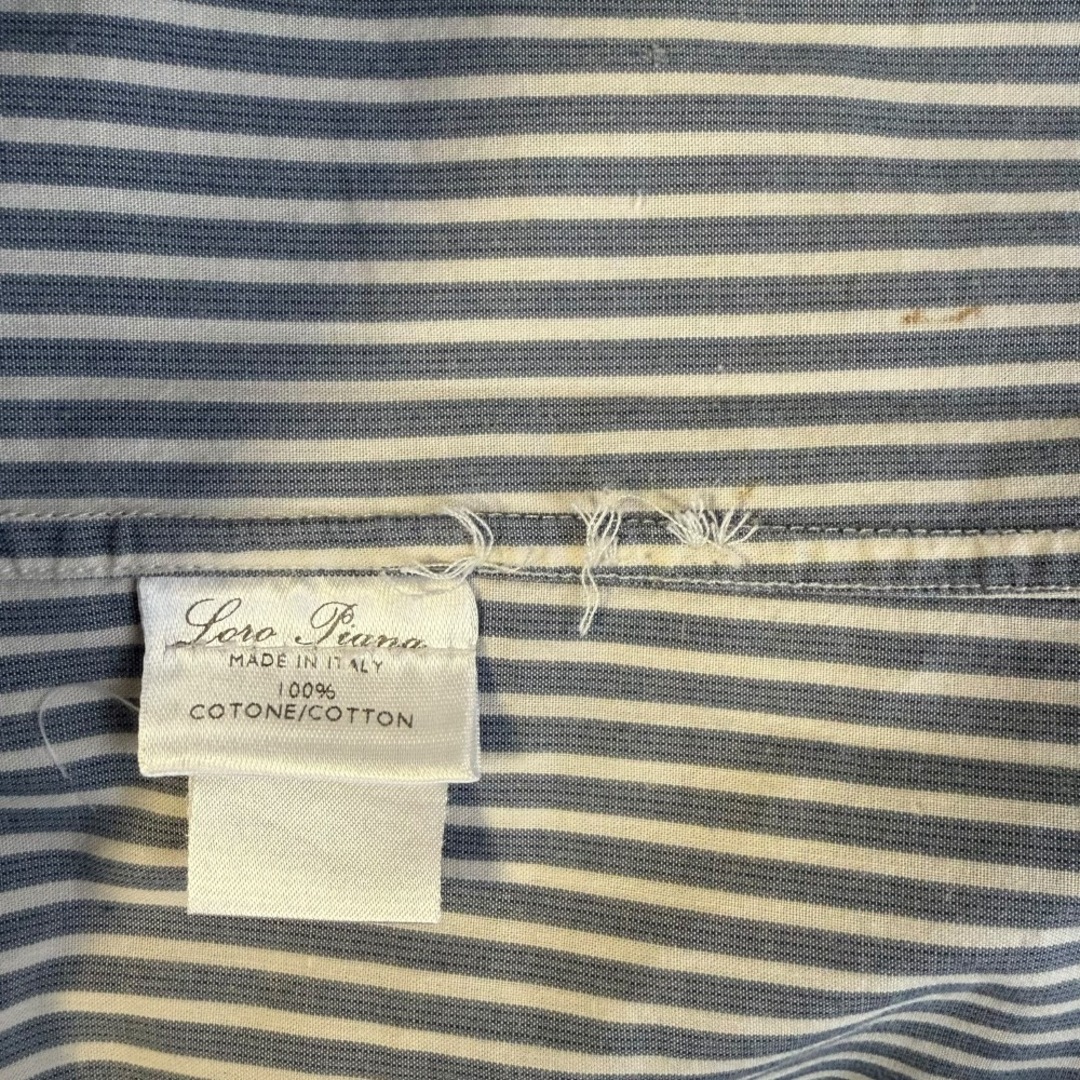 Loro Piana
MADE IN ITALY
100%
COTONE/COTTON